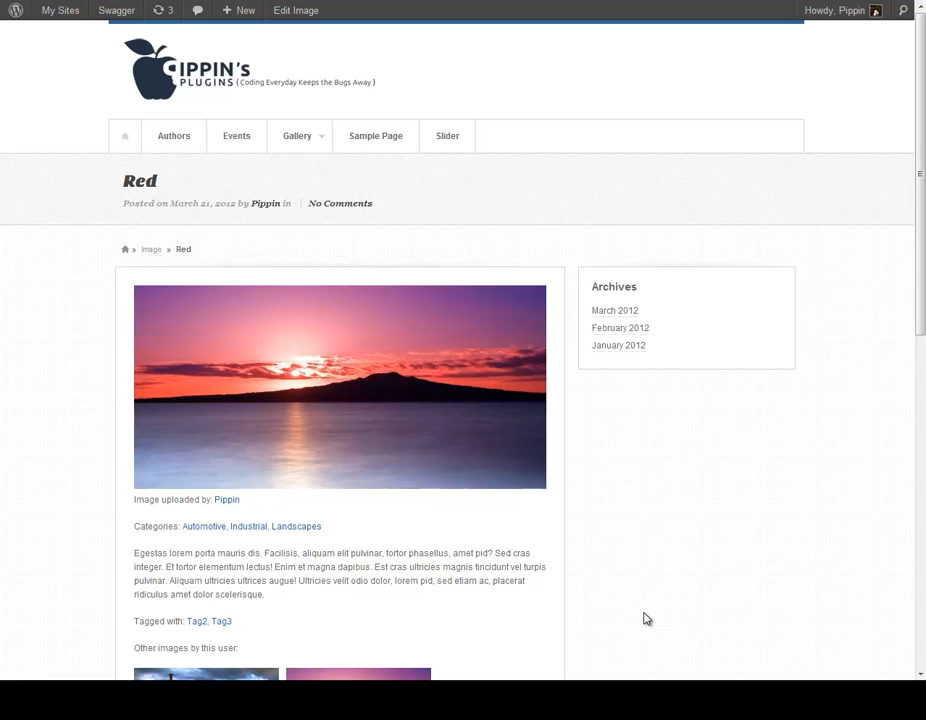 My Sites Swagger 3 New Edit Image Howdy, Pippin
IPPIN'S
PLUGINS { Coding Everyday Keeps the Bugs Away }
Authors Events Gallery Sample Page Slider
Red
Posted on March 21, 2012 by Pippin in | No Comments
» Image » Red
Archives
March 2012
February 2012
January 2012
Image uploaded by: Pippin
Categories: Automotive, Industrial, Landscapes
Egestas lorem porta mauris dis. Facilisis, aliquam elit pulvinar, tortor phasellus, amet pid? Sed cras
integer. Et tortor elementum lectus! Enim et magna dapibus. Est cras ultricies magnis tincidunt vel turpis
pulvinar. Aliquam ultricies ultrices augue! Ultricies velit odio dolor, lorem pid, sed etiam ac, placerat
ridiculus amet dolor scelerisque.
Tagged with: Tag2, Tag3
Other images by this user: